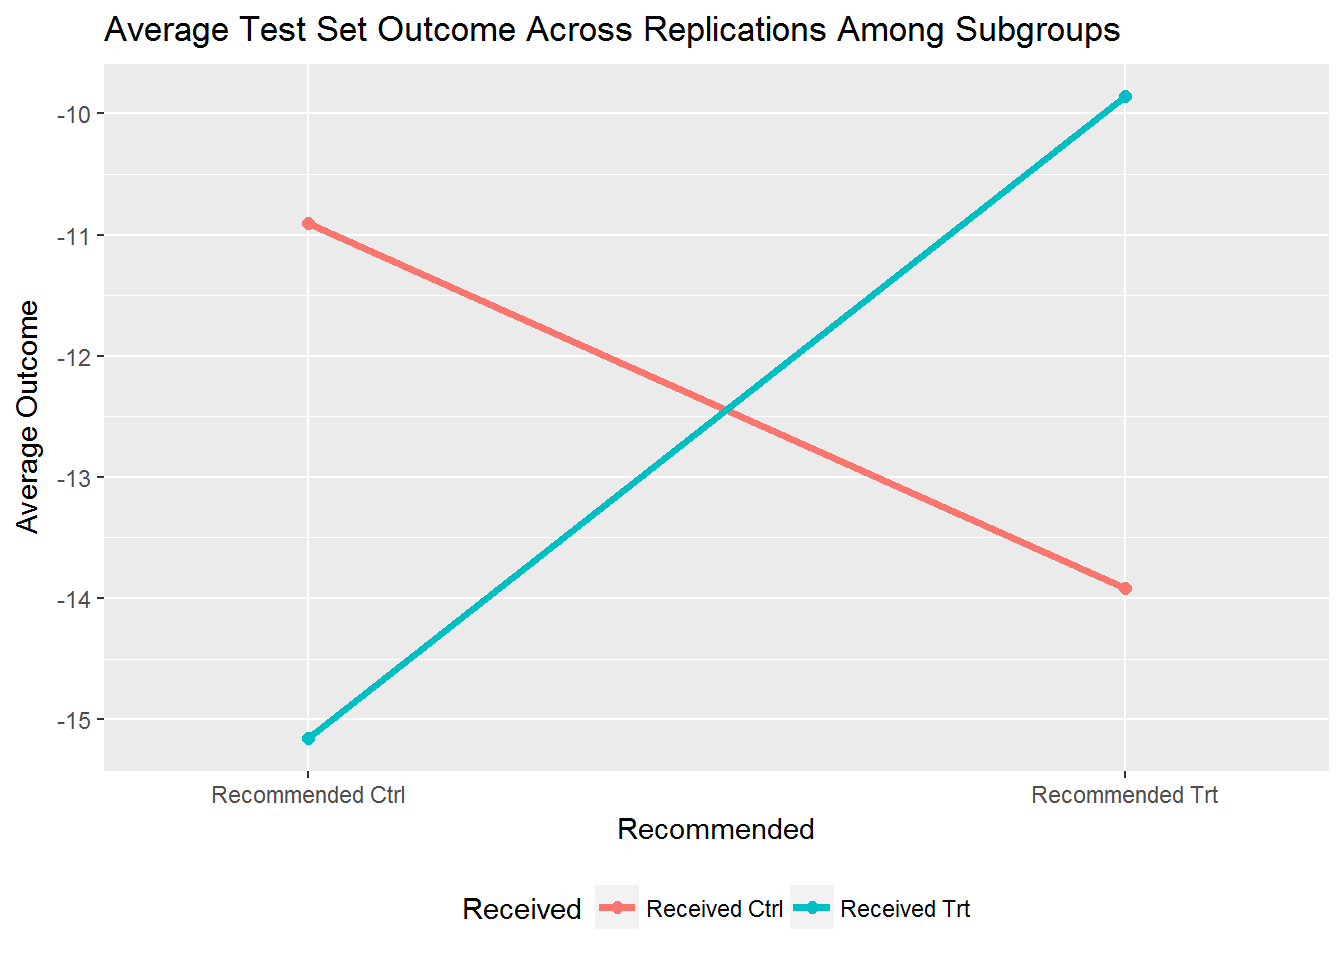 Average Test Set Outcome Across Replications Among Subgroups
Average Outcome
-10
-11
-12
-13
-14
-15
Recommended Ctrl Recommended Trt
Recommended
Received Received Ctrl Received Trt